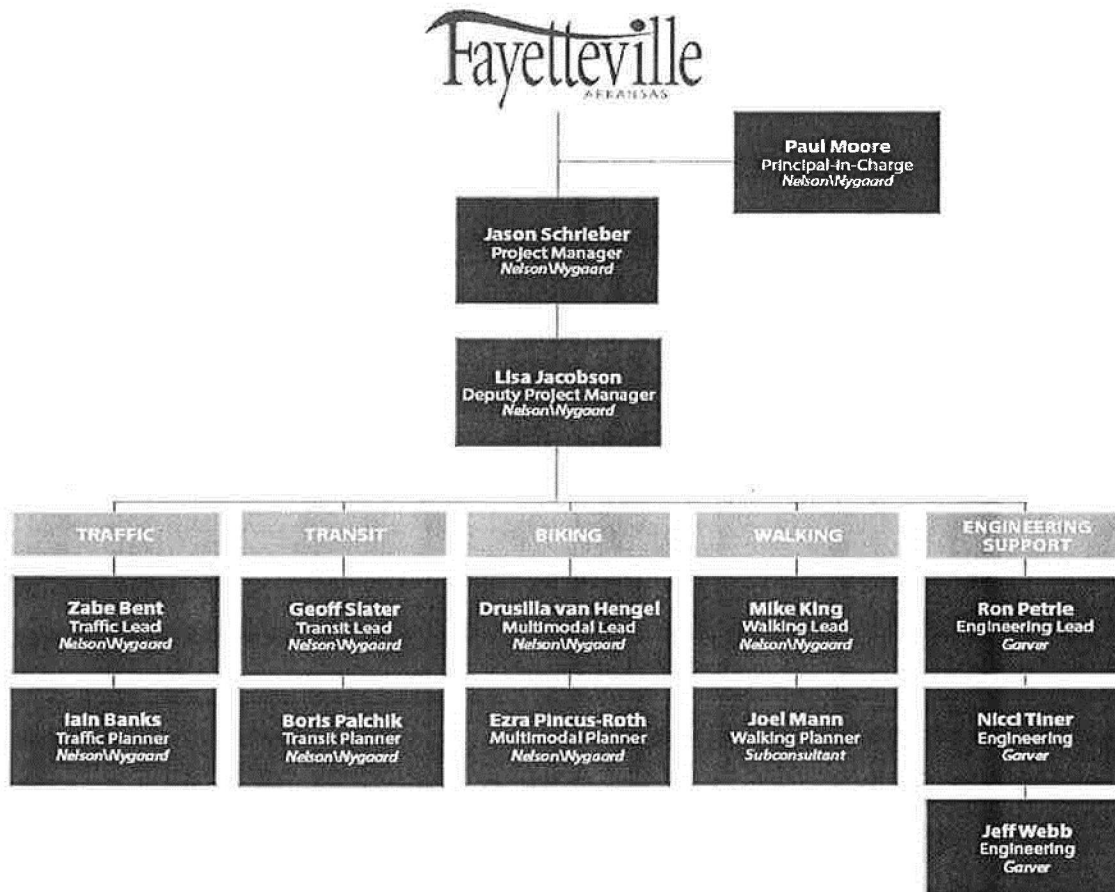 Fayetteville
ARKANSAS
Paul Moore
Principal-In-Charge
Nelson\Nygaard
Jason Schrieber
Project Manager
Nelson\Nygaard
Lisa Jacobson
Deputy Project Manager
Nelson\Nygaard
TRAFFIC
TRANSIT
BIKING
WALKING
ENGINEERING
SUPPORT
Zabe Bent
Traffic Lead
Nelson\Nygaard
Geoff Slater
Transit Lead
Nelson\Nygaard
Drusilla van Hengel
Multimodal Lead
Nelson\Nygaard
Mike King
Walking Lead
Nelson\Nygaard
Ron Petrie
Engineering Lead
Garver
Iain Banks
Traffic Planner
Nelson\Nygaard
Boris Palchik
Transit Planner
Nelson\Nygaard
Ezra Pincus-Roth
Multimodal Planner
Nelson\Nygaard
Joel Mann
Walking Planner
Subconsultant
Nicci Tiner
Engineering
Garver
Jeff Webb
Engineering
Garver